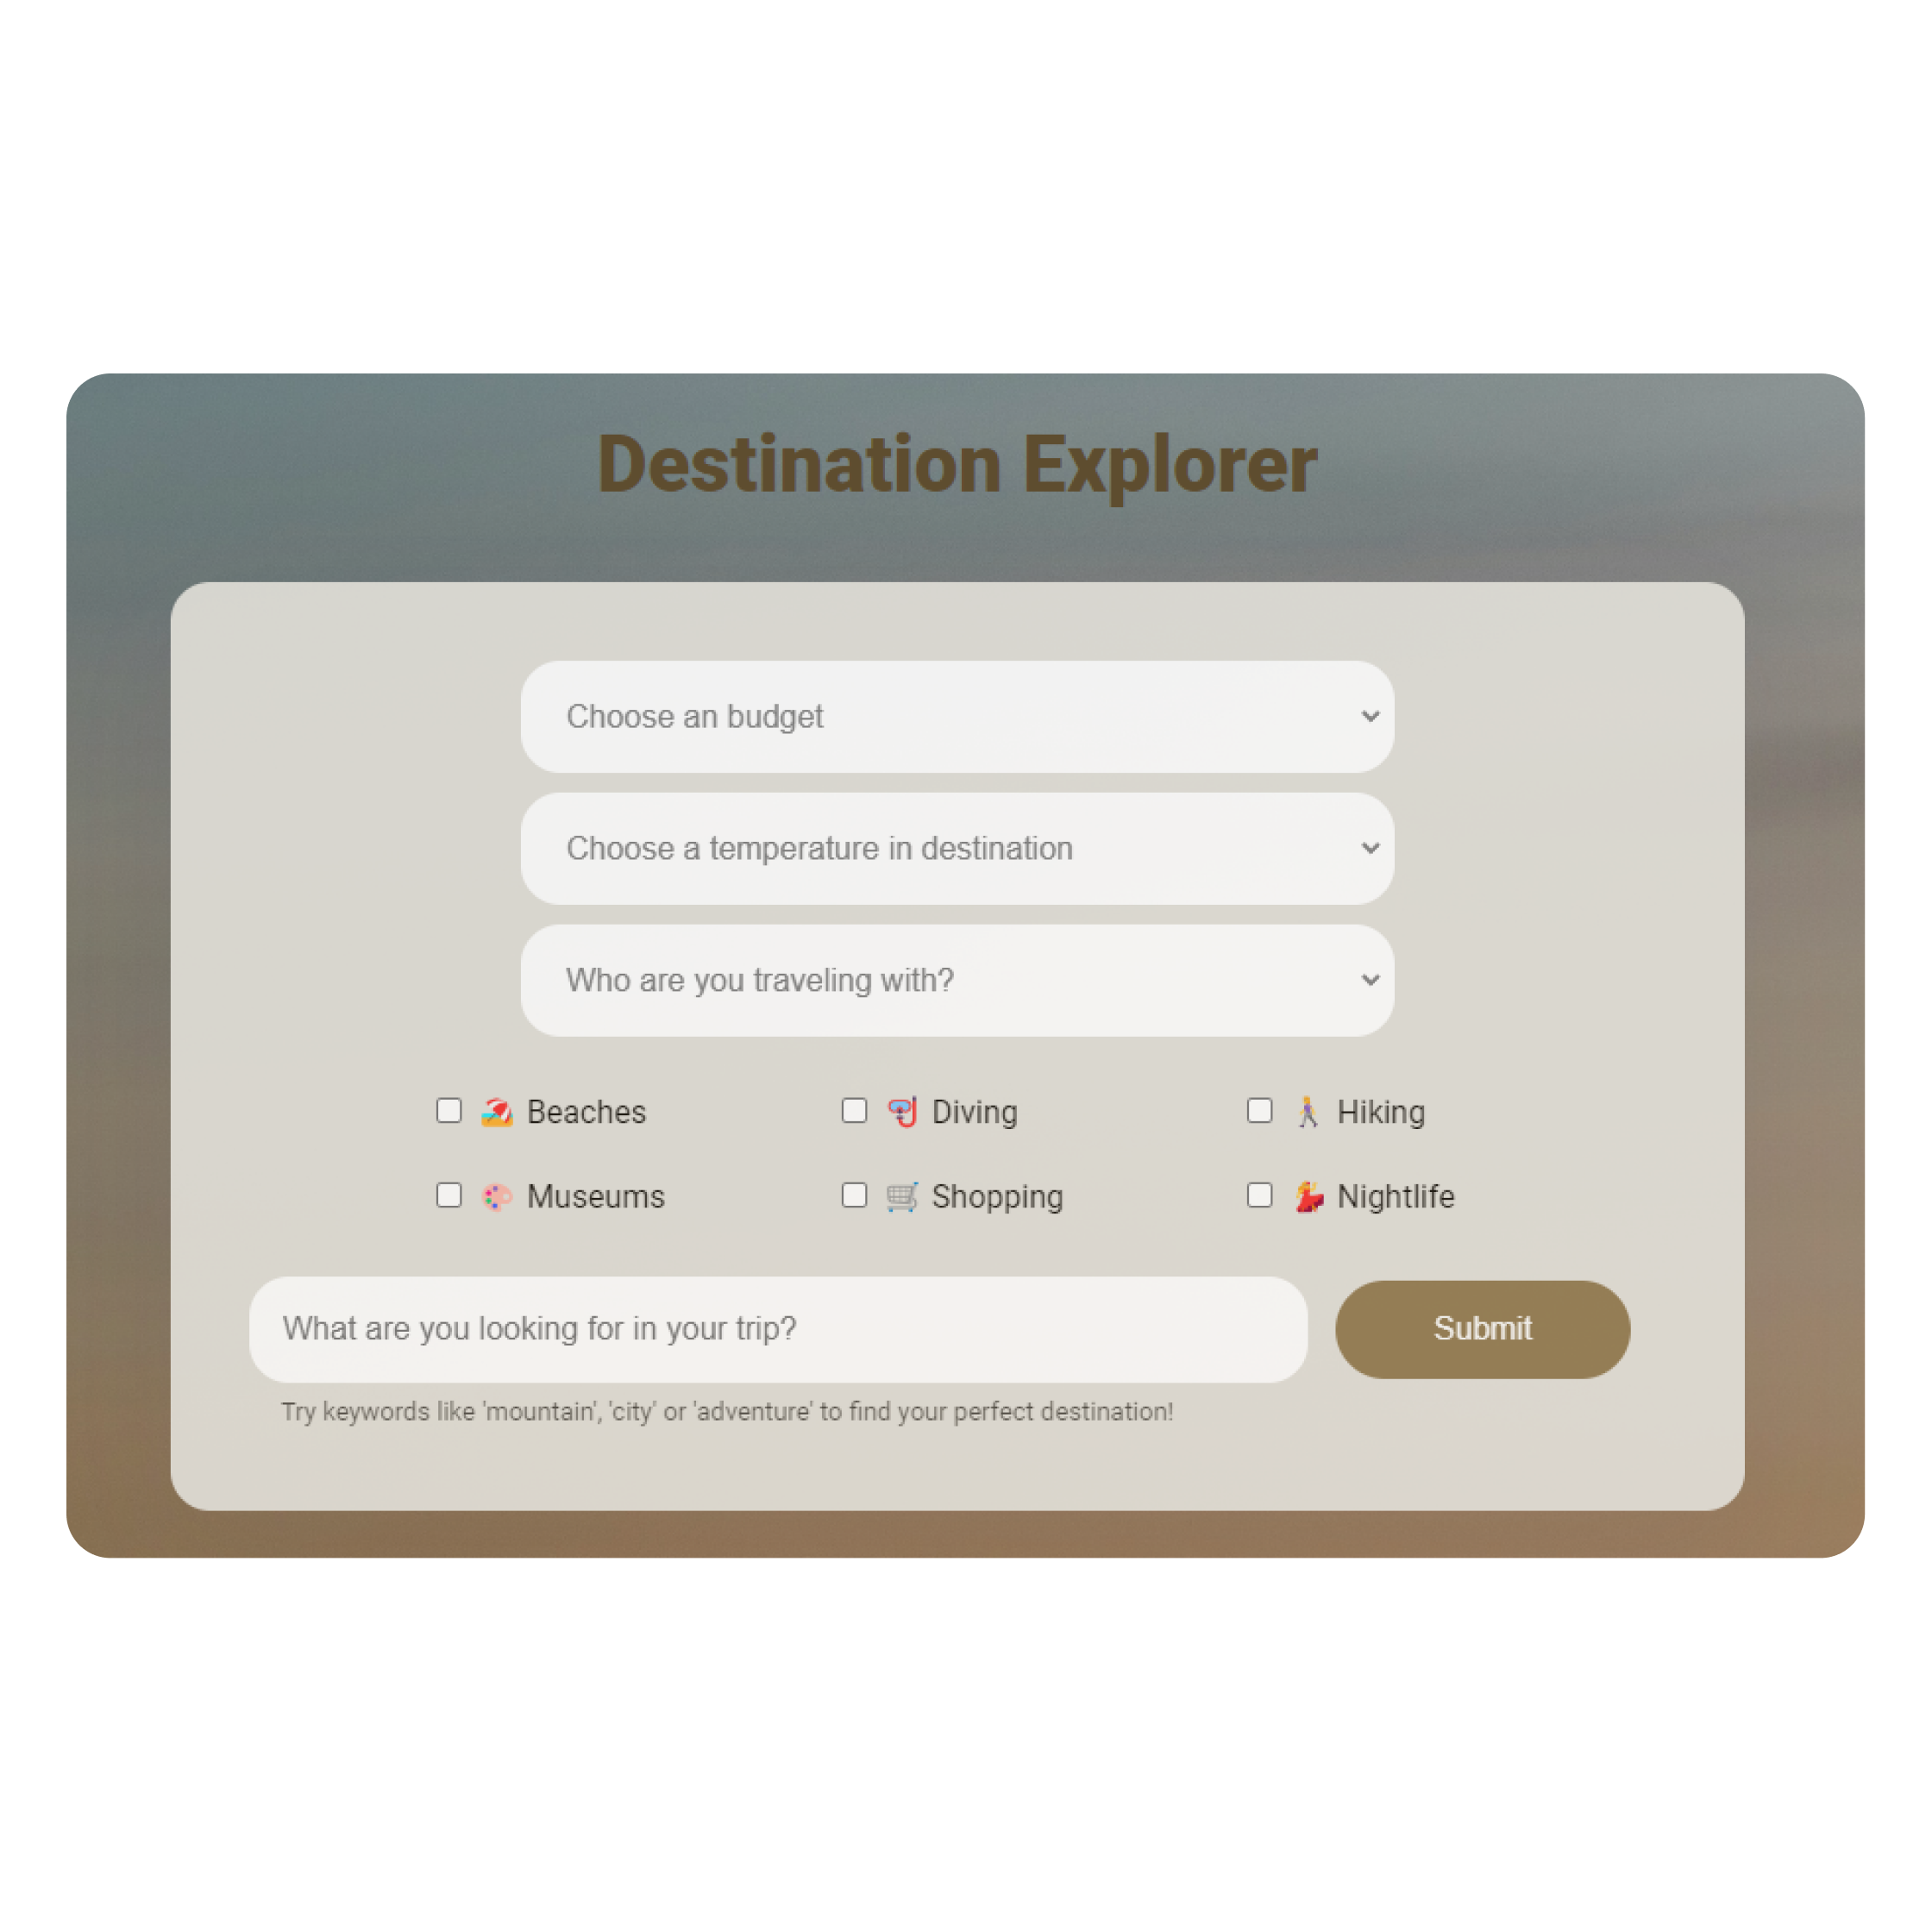 Destination Explorer
Choose an budget
Choose a temperature in destination
Who are you traveling with?
Beaches
Diving
Hiking
Museums
Shopping
Nightlife
What are you looking for in your trip?
Submit
Try keywords like 'mountain', 'city' or 'adventure' to find your perfect destination!